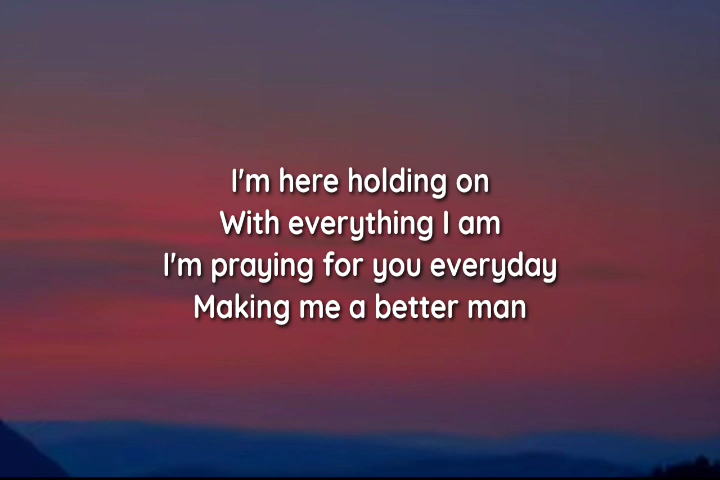 I'm here holding on
With everything I am
I'm praying for you everyday
Making me a better man